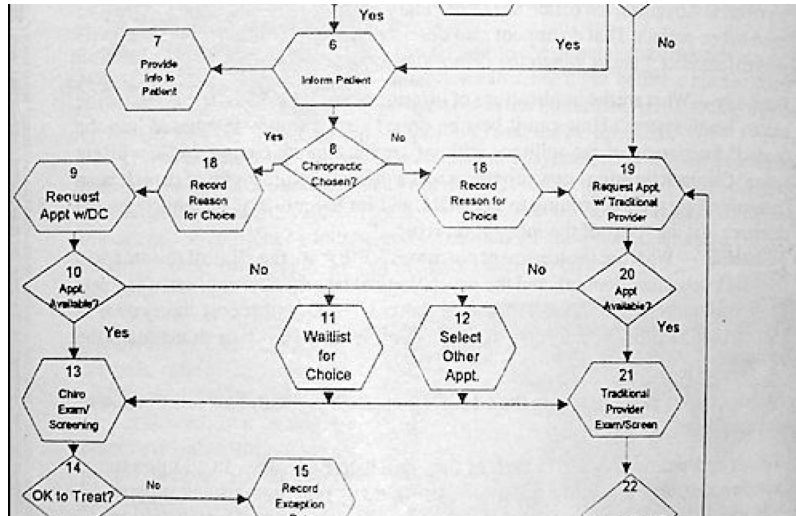 Yes
7
Provide
Info to
Patient
6
Inform Patient
Yes
No
Yes
8
Chiropractic
Chosen?
No
9
Request
Appt w/DC
18
Record
Reason
for Choice
18
Record
Reason for
Choice
19
Request Appt.
w/ Traditional
Provider
10
Appt.
Available?
No
No
20
Appt
Available?
Yes
11
Waitlist
for
Choice
12
Select
Other
Appt.
Yes
13
Chiro
Exam/
Screening
21
Traditional
Provider
Exam/Screen
14
OK to Treat?
No
15
Record
Exception
22